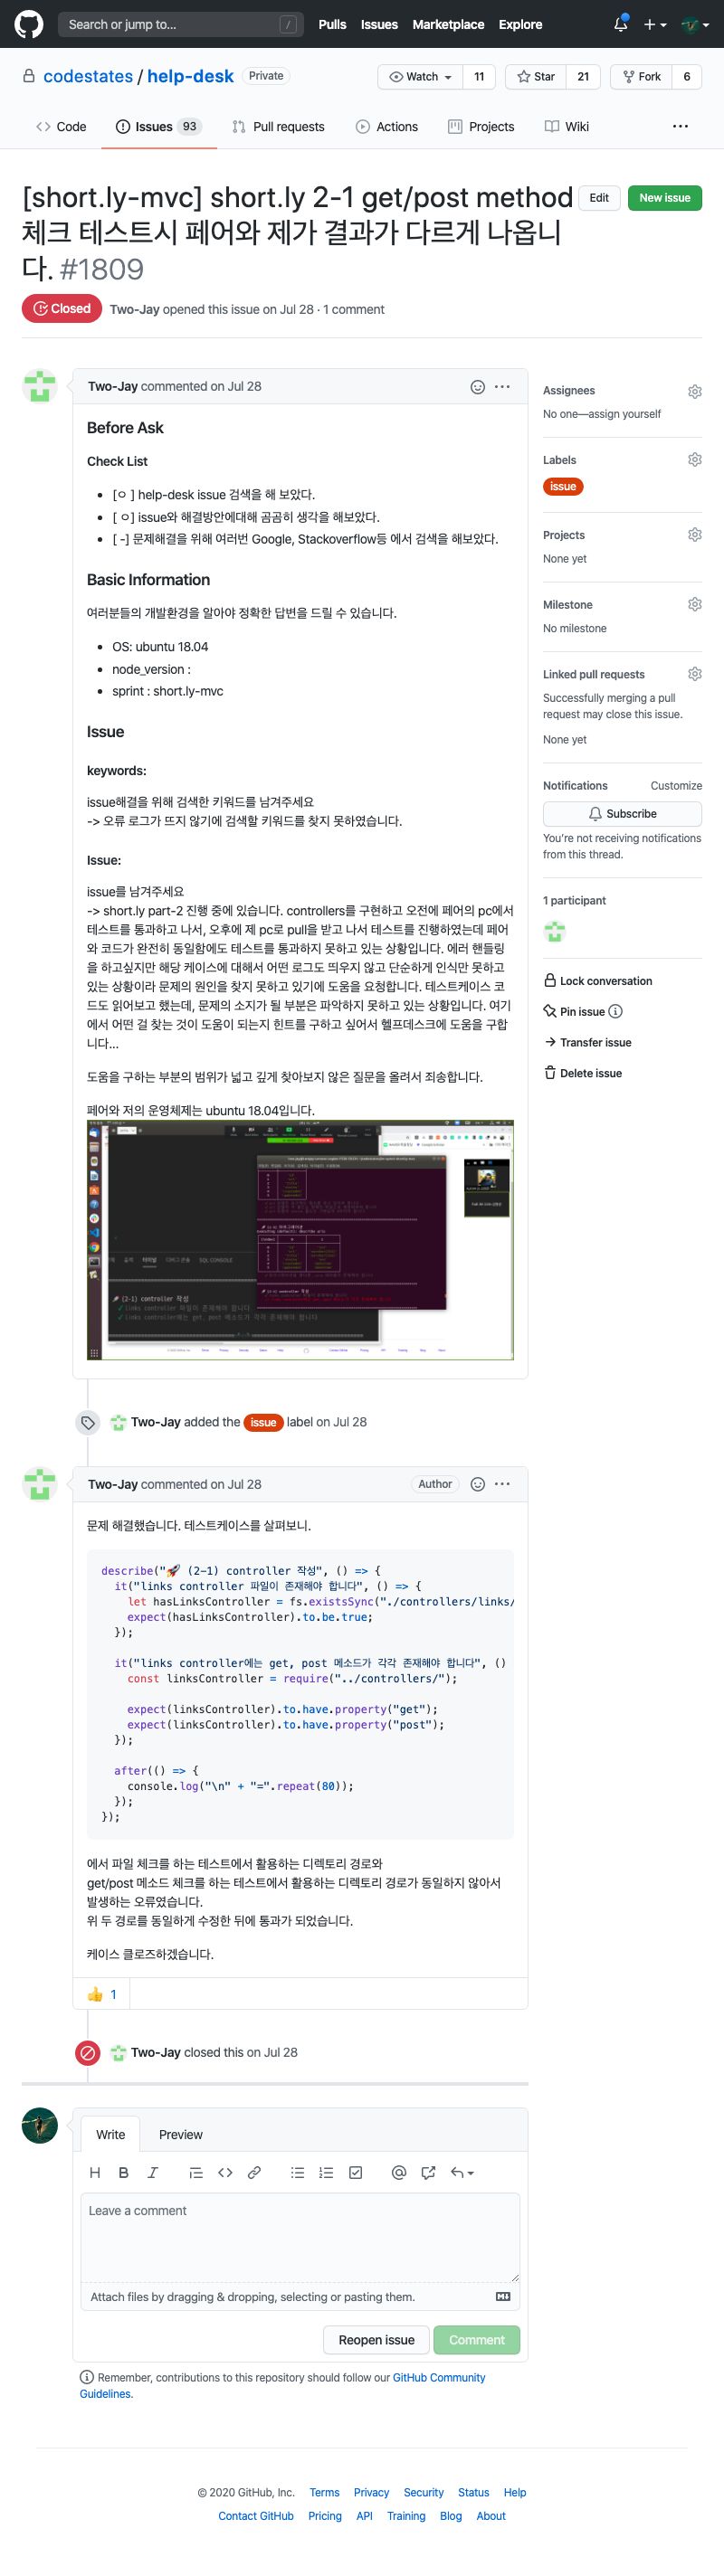 Search or jump to...
/
Pulls Issues Marketplace Explore
codestates / help-desk Private
Watch 11 Star 21 Fork 6
Code Issues 93 Pull requests Actions Projects Wiki
[short.ly-mvc] short.ly 2-1 get/post method
체크 테스트시 페어와 제가 결과가 다르게 나옵니
다. #1809
Edit New issue
Closed Two-Jay opened this issue on Jul 28 · 1 comment
Two-Jay commented on Jul 28
Before Ask
Check List
[ㅇ ] help-desk issue 검색을 해 보았다.
[ ㅇ] issue와 해결방안에대해 곰곰히 생각을 해보았다.
[ -] 문제해결을 위해 여러번 Google, Stackoverflow등 에서 검색을 해보았다.
Basic Information
여러분들의 개발환경을 알아야 정확한 답변을 드릴 수 있습니다.
OS: ubuntu 18.04
node_version :
sprint : short.ly-mvc
Issue
keywords:
issue해결을 위해 검색한 키워드를 남겨주세요
-> 오류 로그가 뜨지 않기에 검색할 키워드를 찾지 못하였습니다.
Issue:
issue를 남겨주세요
-> short.ly part-2 진행 중에 있습니다. controllers를 구현하고 오전에 페어의 pc에서
테스트를 통과하고 나서, 오후에 제 pc로 pull을 받고 나서 테스트를 진행하였는데 페어
와 코드가 완전히 동일함에도 테스트를 통과하지 못하고 있는 상황입니다. 에러 핸들링
을 하고싶지만 해당 케이스에 대해서 어떤 로그도 띄우지 않고 단순하게 인식만 못하고
있는 상황이라 문제의 원인을 찾지 못하고 있기에 도움을 요청합니다. 테스트케이스 코
드도 읽어보고 했는데, 문제의 소지가 될 부분은 파악하지 못하고 있는 상황입니다. 여기
에서 어떤 걸 찾는 것이 도움이 되는지 힌트를 구하고 싶어서 헬프데스크에 도움을 구합
니다...
도움을 구하는 부분의 범위가 넓고 깊게 찾아보지 않은 질문을 올려서 죄송합니다.
페어와 저의 운영체제는 ubuntu 18.04입니다.
(2-1) controller 작성
links controller 파일이 존재해야 합니다
links controller에는 get, post 메소드가 각각 존재해야 합니다
Assignees
No one—assign yourself
Labels
issue
Projects
None yet
Milestone
No milestone
Linked pull requests
Successfully merging a pull
request may close this issue.
None yet
Notifications Customize
Subscribe
You're not receiving notifications
from this thread.
1 participant
Lock conversation
Pin issue
Transfer issue
Delete issue
Two-Jay added the issue label on Jul 28
Two-Jay commented on Jul 28 Author
문제 해결했습니다. 테스트케이스를 살펴보니.
describe("🚀 (2-1) controller 작성", () => {
it("links controller 파일이 존재해야 합니다", () => {
let hasLinksController = fs.existsSync("./controllers/links/
expect(hasLinksController).to.be.true;
});
it("links controller에는 get, post 메소드가 각각 존재해야 합니다", ()
const linksController = require("../controllers/");
expect(linksController).to.have.property("get");
expect(linksController).to.have.property("post");
});
after(() => {
console.log("\n" + "=".repeat(80));
});
});
에서 파일 체크를 하는 테스트에서 활용하는 디렉토리 경로와
get/post 메소드 체크를 하는 테스트에서 활용하는 디렉토리 경로가 동일하지 않아서
발생하는 오류였습니다.
위 두 경로를 동일하게 수정한 뒤에 통과가 되었습니다.
케이스 클로즈하겠습니다.
👍 1
Two-Jay closed this on Jul 28
Write Preview
Leave a comment
Attach files by dragging & dropping, selecting or pasting them.
Reopen issue Comment
Remember, contributions to this repository should follow our GitHub Community
Guidelines.
© 2020 GitHub, Inc. Terms Privacy Security Status Help
Contact GitHub Pricing API Training Blog About